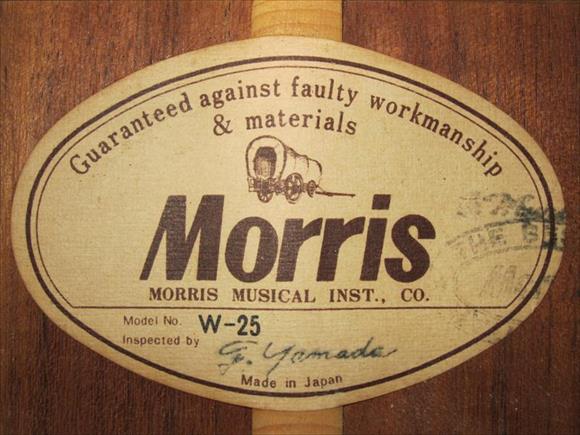 Guaranteed against faulty workmanship
& materials
Morris
MORRIS MUSICAL INST., CO.
Model No. W-25
Inspected by
Yamada
Made in Japan
THE